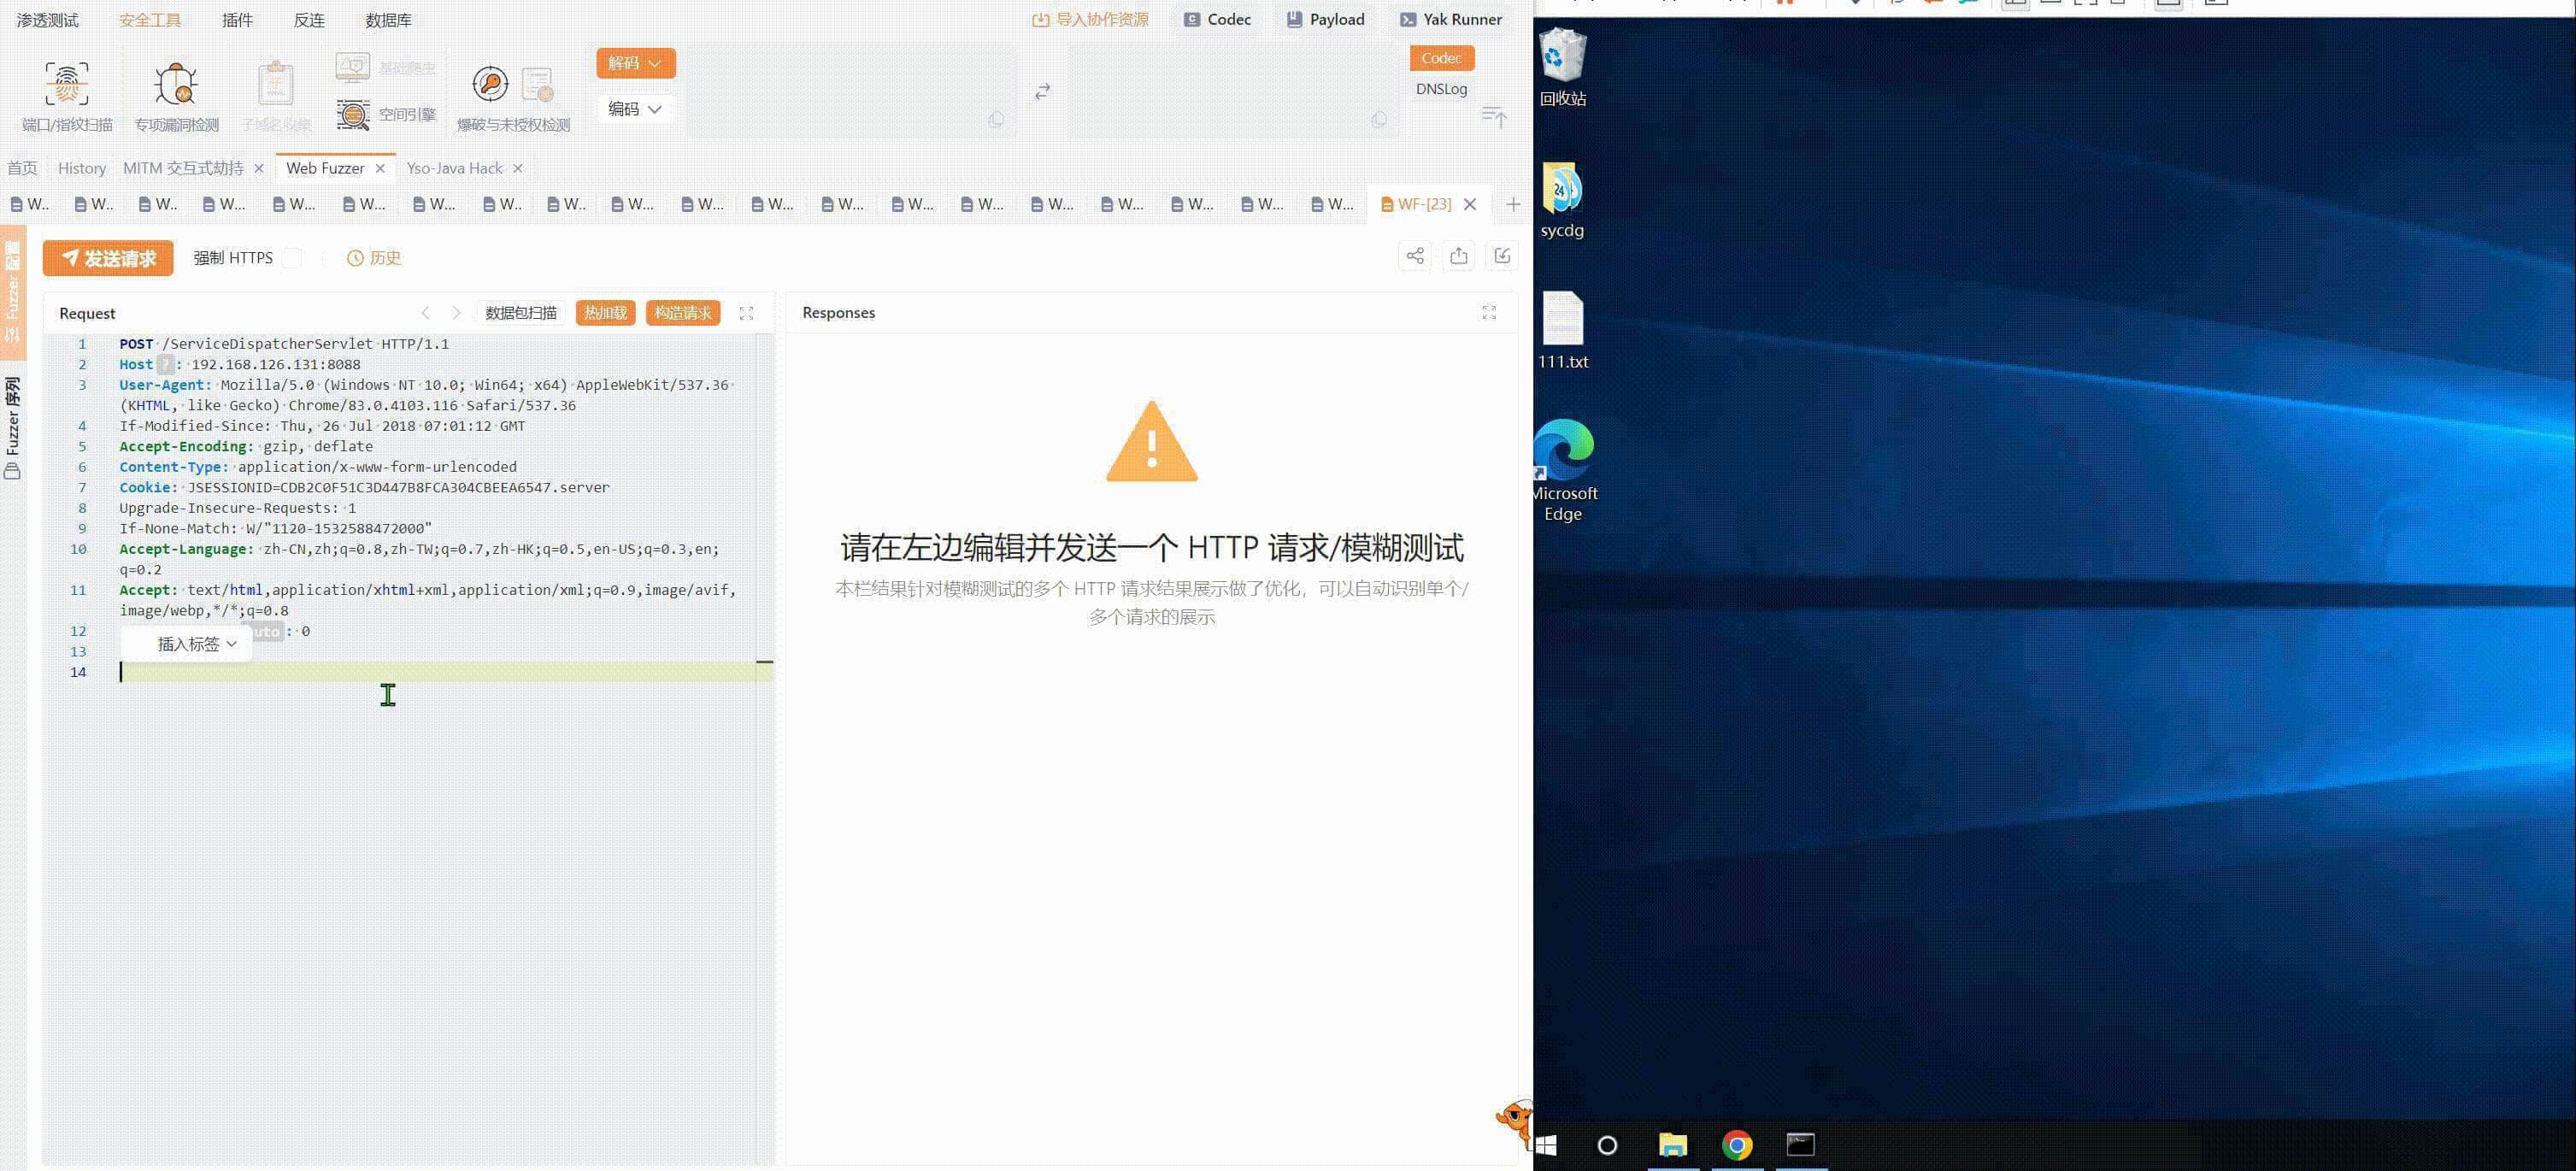 渗透测试
安全工具
插件
反连
数据库
导入协作资源
Codec
Payload
Yak Runner
端口/指纹扫描
专项漏洞检测
子域名收集
基础爬虫
空间引擎
爆破与未授权检测
解码
编码
Codec
DNSLog
首页
History
MITM 交互式劫持
Web Fuzzer
Yso-Java Hack
W..
W..
W..
W...
W...
W...
W...
W..
W..
W...
W...
W...
W...
W...
W...
W...
W...
W...
W...
W...
WF-[23]
Fuzzer 配置
Fuzzer 序列
发送请求
强制 HTTPS
历史
Request
数据包扫描
热加载
构造请求
1 POST /ServiceDispatcherServlet HTTP/1.1
2 Host ? : 192.168.126.131:8088
3 User-Agent: Mozilla/5.0 (Windows NT 10.0; Win64; x64) AppleWebKit/537.36
(KHTML, like Gecko) Chrome/83.0.4103.116 Safari/537.36
4 If-Modified-Since: Thu, 26 Jul 2018 07:01:12 GMT
5 Accept-Encoding: gzip, deflate
6 Content-Type: application/x-www-form-urlencoded
7 Cookie: JSESSIONID=CDB2C0F51C3D447B8FCA304CBEEA6547.server
8 Upgrade-Insecure-Requests: 1
9 If-None-Match: W/"1120-1532588472000"
10 Accept-Language: zh-CN,zh;q=0.8,zh-TW;q=0.7,zh-HK;q=0.5,en-US;q=0.3,en;
q=0.2
11 Accept: text/html,application/xhtml+xml,application/xml;q=0.9,image/avif,
image/webp,*/*;q=0.8
12 uto : 0
插入标签
13
14
Responses
请在左边编辑并发送一个 HTTP 请求/模糊测试
本栏结果针对模糊测试的多个 HTTP 请求结果展示做了优化，可以自动识别单个/
多个请求的展示
回收站
sycdg
111.txt
Microsoft
Edge